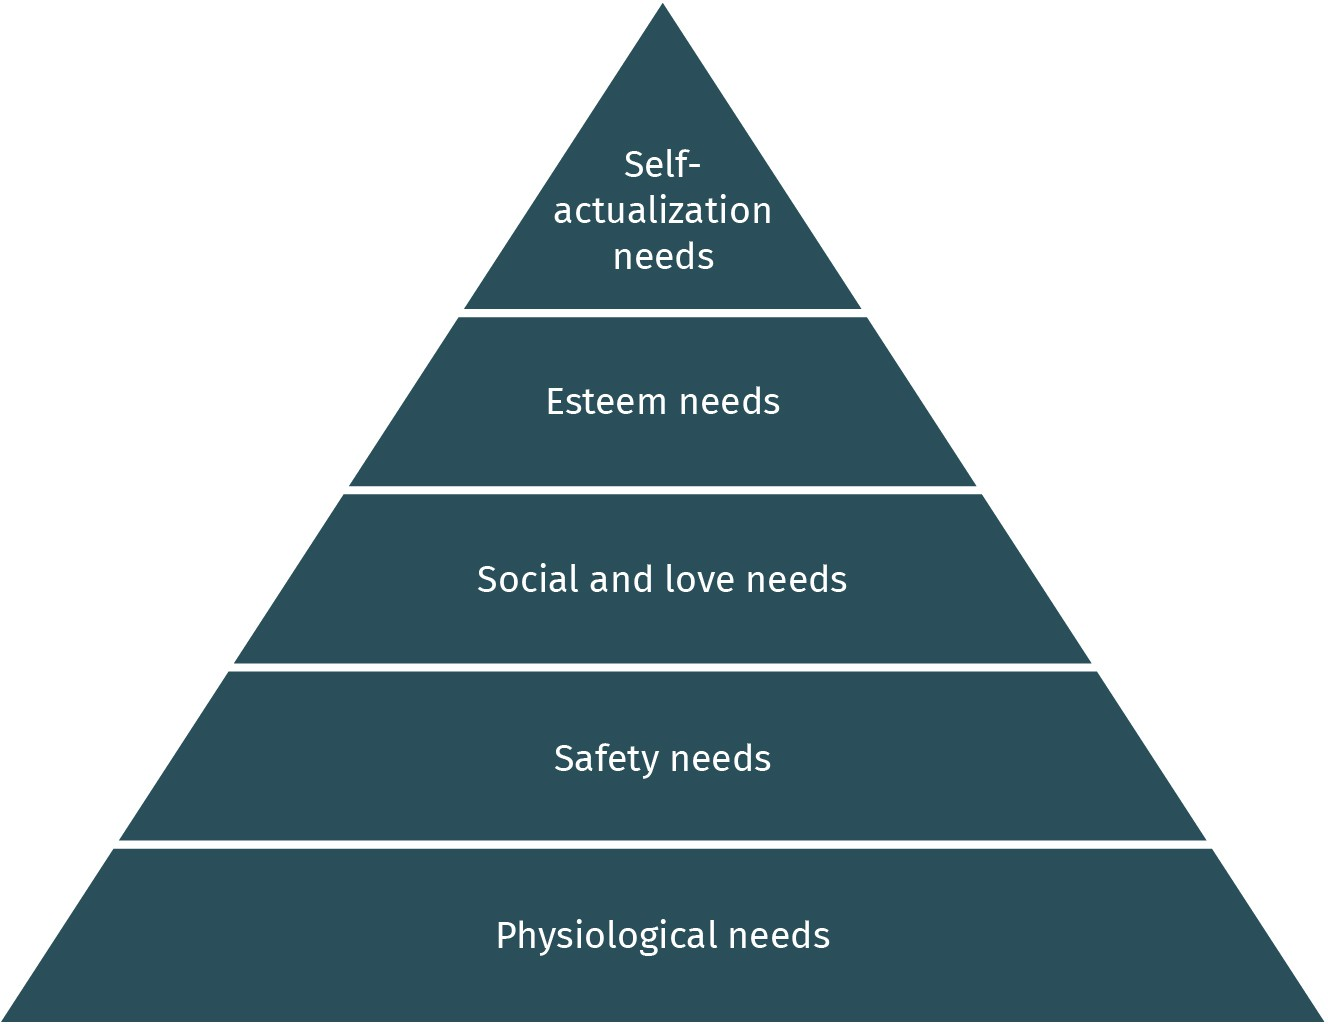 Self-
actualization
needs
Esteem needs
Social and love needs
Safety needs
Physiological needs